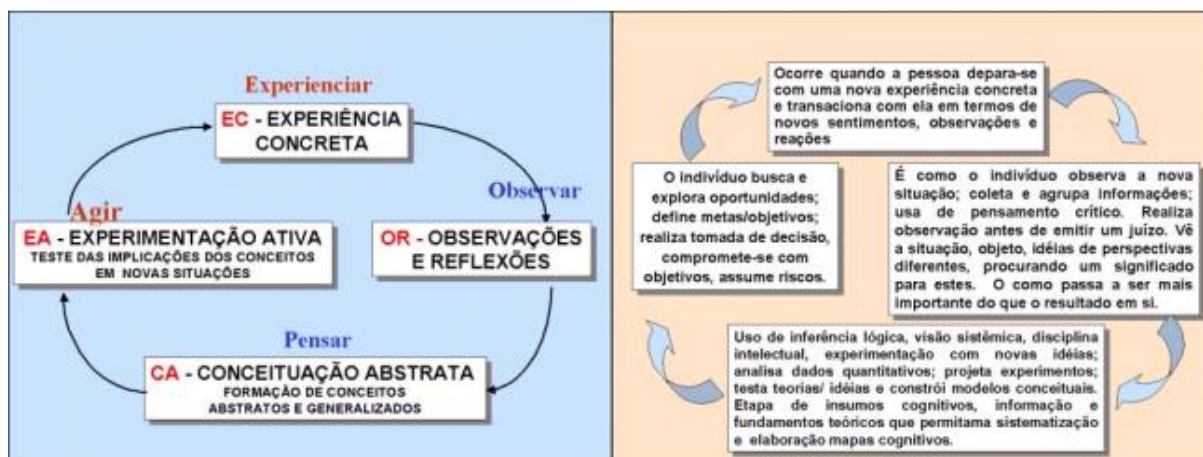 Experienciar
EC - EXPERIÊNCIA
CONCRETA
Observar
OR - OBSERVAÇÕES
E REFLEXÕES
Pensar
CA - CONCEITUAÇÃO ABSTRATA
FORMAÇÃO DE CONCEITOS
ABSTRATOS E GENERALIZADOS
Agir
EA - EXPERIMENTAÇÃO ATIVA
TESTE DAS IMPLICAÇÕES DOS CONCEITOS
EM NOVAS SITUAÇÕES
Ocorre quando a pessoa depara-se
com uma nova experiência concreta
e transaciona com ela em termos de
novos sentimentos, observações e
reações
É como o indivíduo observa a nova
situação; coleta e agrupa informações;
usa de pensamento crítico. Realiza
observação antes de emitir um juízo. Vê
a situação, objeto, idéias de perspectivas
diferentes, procurando um significado
para estes. O como passa a ser mais
importante do que o resultado em si.
Uso de inferência lógica, visão sistêmica, disciplina
intelectual, experimentação com novas idéias;
analisa dados quantitativos; projeta experimentos;
testa teorias/ idéias e constrói modelos conceituais.
Etapa de insumos cognitivos, informação e
fundamentos teóricos que permitama sistematização
e elaboração mapas cognitivos.
O indivíduo busca e
explora oportunidades;
define metas/objetivos;
realiza tomada de decisão,
compromete-se com
objetivos, assume riscos.